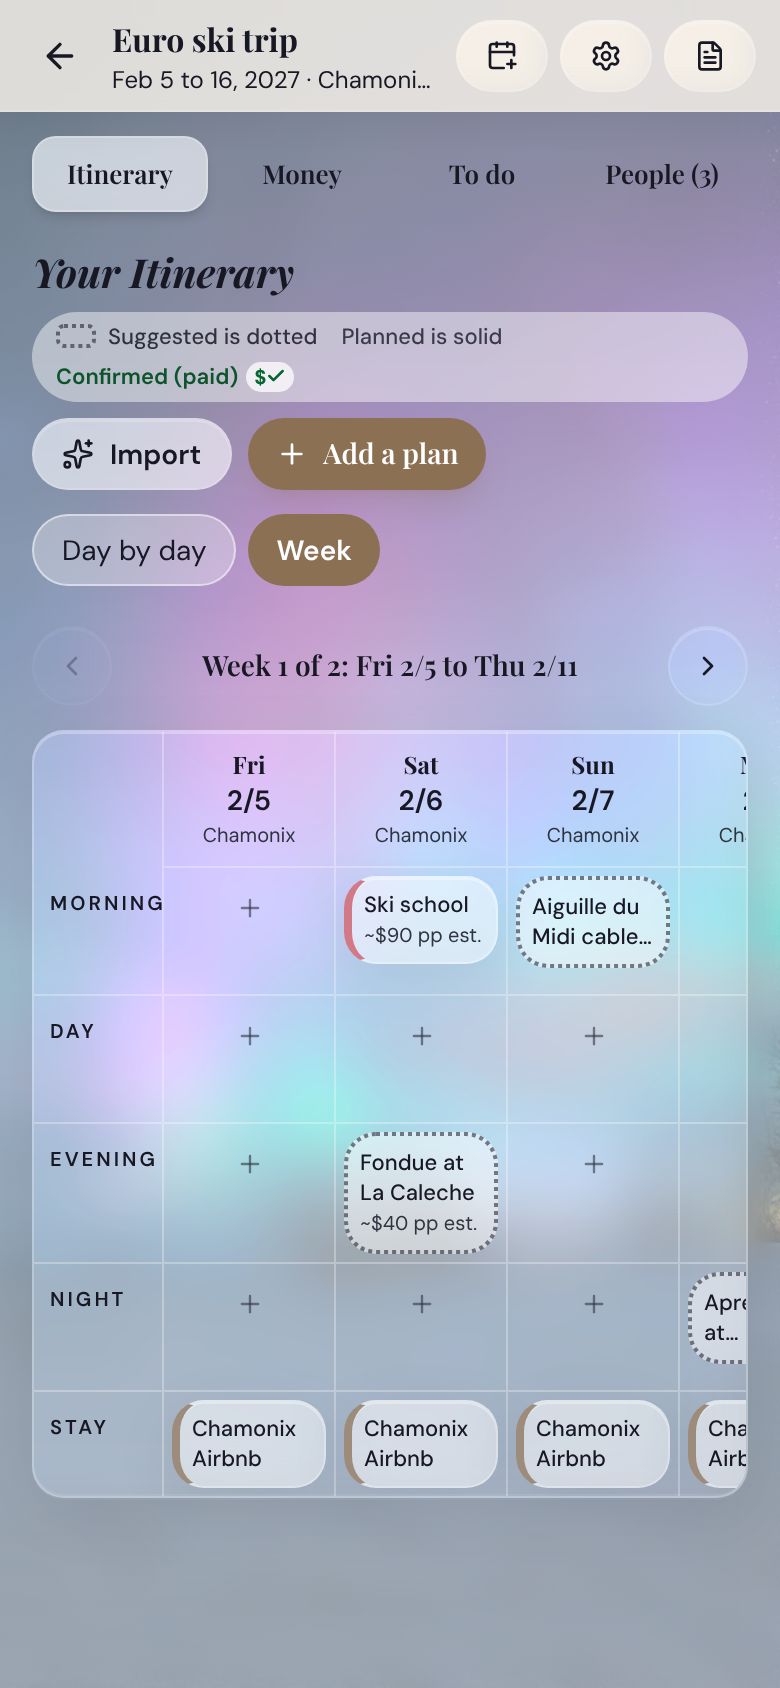 Euro ski trip
Feb 5 to 16, 2027 · Chamoni...
Itinerary Money To do People (3)
Your Itinerary
Suggested is dotted Planned is solid
Confirmed (paid) $✓
Import + Add a plan
Day by day Week
Week 1 of 2: Fri 2/5 to Thu 2/11
Fri Sat Sun
2/5 2/6 2/7
Chamonix Chamonix Chamonix
MORNING + Ski school Aiguille du
~$90 pp est. Midi cable...
DAY + + +
EVENING + Fondue at +
La Caleche
~$40 pp est.
NIGHT + + +
at...
STAY Chamonix Chamonix Chamonix
Airbnb Airbnb Airbnb